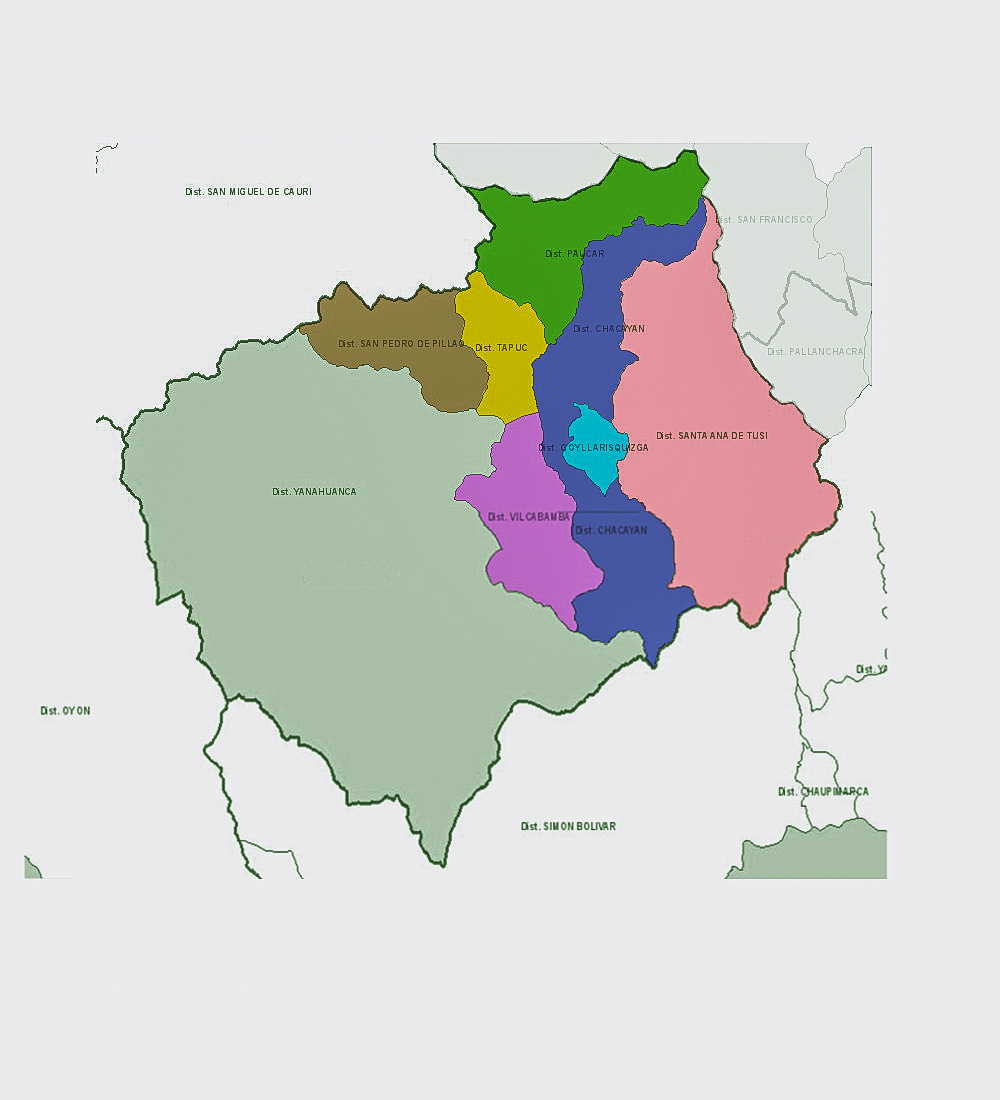 Dist. SAN MIGUEL DE CAURI
Dist. SAN FRANCISCO
Dist. PAUCAR
Dist. CHACAYAN
Dist. SAN PEDRO DE PILLAO
Dist. TAPUC
Dist. PALLANCHACRA
Dist. SANTA ANA DE TUSI
Dist. GOYLLARISQUIZGA
Dist. YANAHUANCA
Dist. VILCABAMBA
Dist. CHACAYAN
Dist. YA
Dist. OYON
Dist. CHAUPIMARCA
Dist. SIMON BOLIVAR